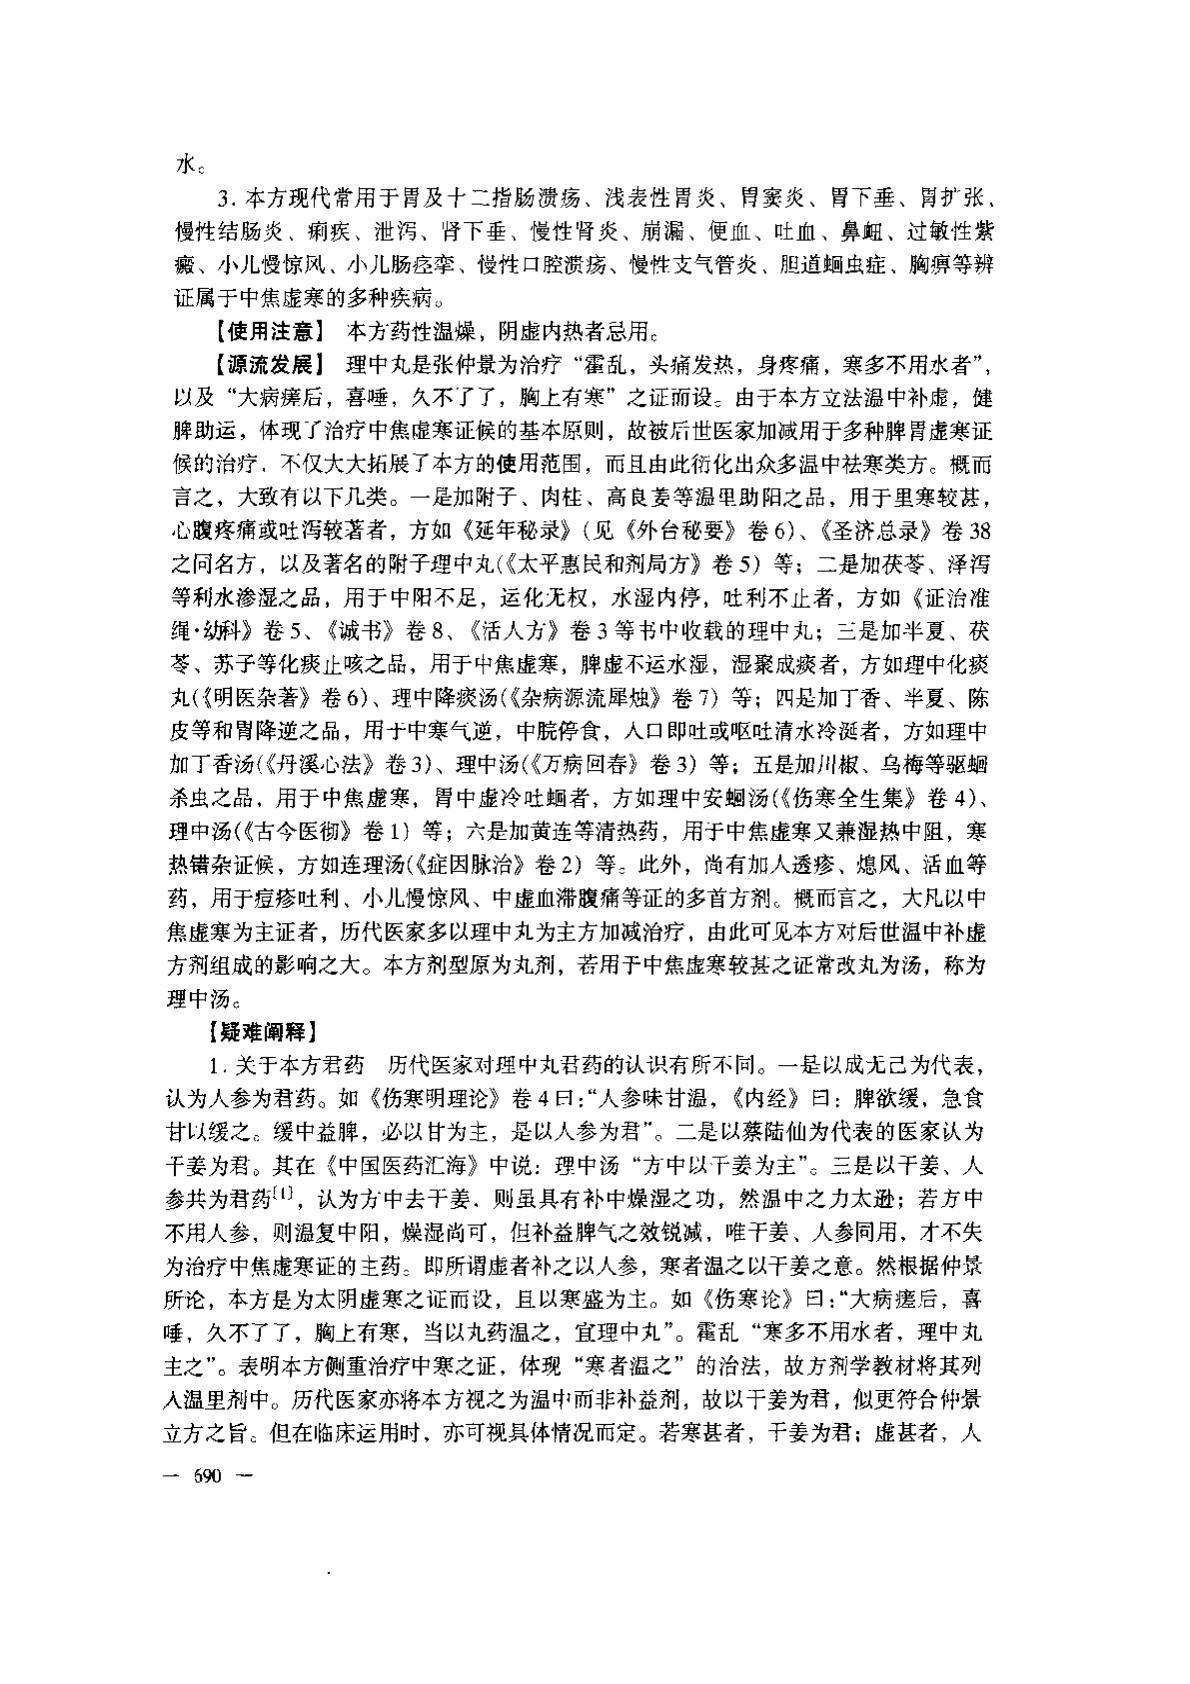 水。
3. 本方现代常用于胃及十二指肠溃疡、浅表性胃炎、胃窦炎、胃下垂、胃扩张、
慢性结肠炎、痢疾、泄泻、肾下垂、慢性肾炎、崩漏、便血、吐血、鼻衄、过敏性紫
癜、小儿慢惊风、小儿肠痉挛、慢性口腔溃疡、慢性支气管炎、胆道蛔虫症、胸痹等辨
证属于中焦虚寒的多种疾病。
【使用注意】 本方药性温燥，阴虚内热者忌用。
【源流发展】 理中丸是张仲景为治疗“霍乱，头痛发热，身疼痛，寒多不用水者”，
以及“大病瘥后，喜唾，久不了了，胸上有寒”之证而设。由于本方立法温中补虚，健
脾助运，体现了治疗中焦虚寒证候的基本原则，故被后世医家加减用于多种脾胃虚寒证
候的治疗，不仅大大拓展了本方的使用范围，而且由此衍化出众多温中祛寒类方。概而
言之，大致有以下几类。一是加附子、肉桂、高良姜等温里助阳之品，用于里寒较甚，
心腹疼痛或吐泻较著者，方如《延年秘录》（见《外台秘要》卷 6）、《圣济总录》卷 38
之同名方，以及著名的附子理中丸（《太平惠民和剂局方》卷 5）等；二是加茯苓、泽泻
等利水渗湿之品，用于中阳不足，运化无权，水湿内停，吐利不止者，方如《证治准
绳·幼科》卷 5、《诚书》卷 8、《活人方》卷 3 等书中收载的理中丸；三是加半夏、茯
苓、苏子等化痰止咳之品，用于中焦虚寒，脾虚不运水湿，湿聚成痰者，方如理中化痰
丸（《明医杂著》卷 6）、理中降痰汤（《杂病源流犀烛》卷 7）等；四是加丁香、半夏、陈
皮等和胃降逆之品，用于中寒气逆，中脘停食，入口即吐或呕吐清水冷涎者，方如理中
加丁香汤（《丹溪心法》卷 3）、理中汤（《万病回春》卷 3）等；五是加川椒、乌梅等驱蛔
杀虫之品，用于中焦虚寒，胃中虚冷吐蛔者，方如理中安蛔汤（《伤寒全生集》卷 4）、
理中汤（《古今医彻》卷 1）等；六是加黄连等清热药，用于中焦虚寒又兼湿热中阻，寒
热错杂证候，方如连理汤（《症因脉治》卷 2）等。此外，尚有加入透疹、熄风、活血等
药，用于痘疹吐利、小儿慢惊风、中虚血滞腹痛等证的多首方剂。概而言之，大凡以中
焦虚寒为主证者，历代医家多以理中丸为主方加减治疗，由此可见本方对后世温中补虚
方剂组成的影响之大。本方剂型原为丸剂，若用于中焦虚寒较甚之证常改丸为汤，称为
理中汤。
【疑难阐释】
1. 关于本方君药 历代医家对理中丸君药的认识有所不同。一是以成无己为代表，
认为人参为君药。如《伤寒明理论》卷 4 曰：“人参味甘温，《内经》曰：脾欲缓，急食
甘以缓之。缓中益脾，必以甘为主，是以人参为君”。二是以蔡陆仙为代表的医家认为
干姜为君。其在《中国医药汇海》中说：理中汤“方中以干姜为主”。三是以干姜、人
参共为君药[1]，认为方中去干姜，则虽具有补中燥湿之功，然温中之力太逊；若方中
不用人参，则温复中阳，燥湿尚可，但补益脾气之效锐减，唯干姜、人参同用，才不失
为治疗中焦虚寒证的主药。即所谓虚者补之以人参，寒者温之以干姜之意。然根据仲景
所论，本方是为太阴虚寒之证而设，且以寒盛为主。如《伤寒论》曰：“大病瘥后，喜
唾，久不了了，胸上有寒，当以丸药温之，宜理中丸”。霍乱“寒多不用水者，理中丸
主之”。表明本方侧重治疗中寒之证，体现“寒者温之”的治法，故方剂学教材将其列
入温里剂中。历代医家亦将本方视之为温中而非补益剂，故以干姜为君，似更符合仲景
立方之旨。但在临床运用时，亦可视具体情况而定。若寒甚者，干姜为君；虚甚者，人
— 690 —